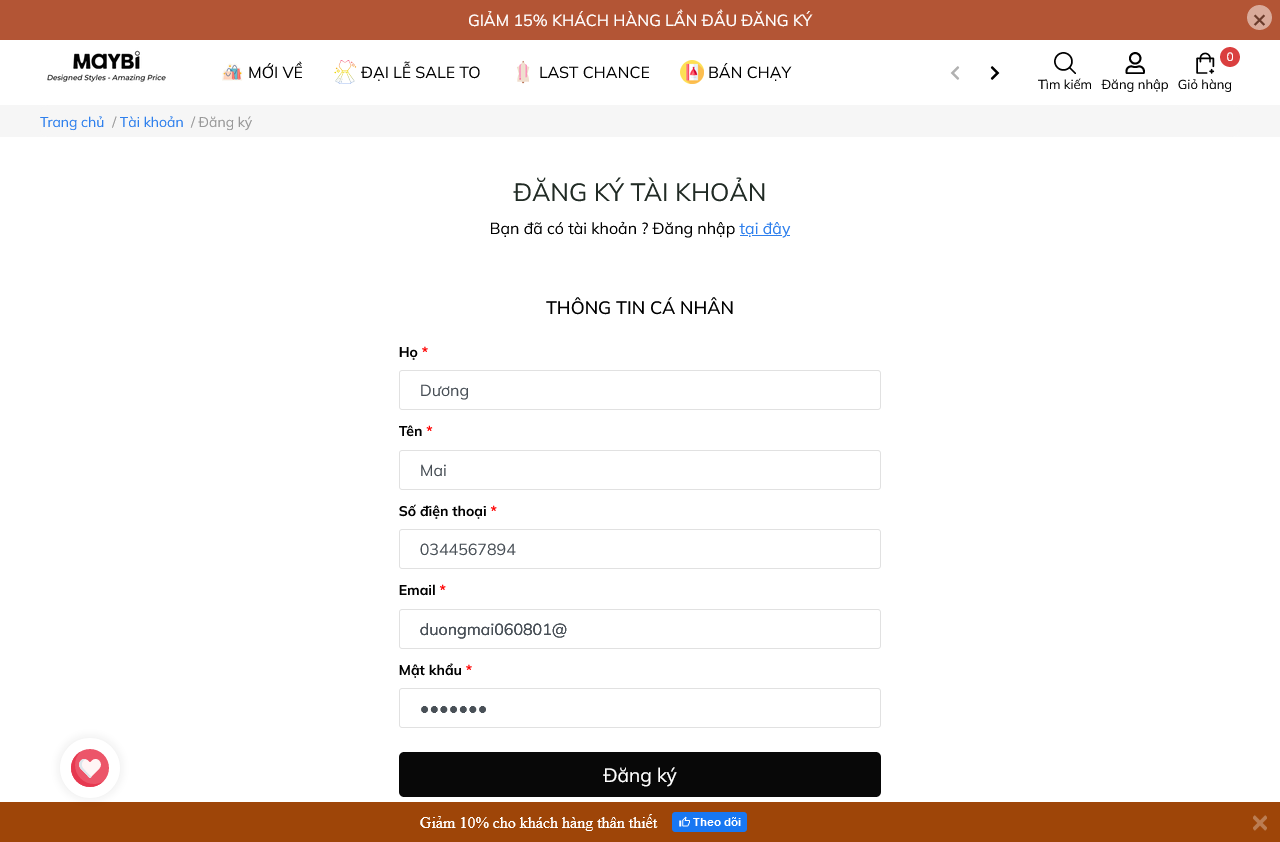 GIẢM 15% KHÁCH HÀNG LẦN ĐẦU ĐĂNG KÝ
MAYBi
Designed Styles - Amazing Price
MỚI VỀ
ĐẠI LỄ SALE TO
LAST CHANCE
BÁN CHẠY
Tìm kiếm
Đăng nhập
0
Giỏ hàng
Trang chủ / Tài khoản / Đăng ký
ĐĂNG KÝ TÀI KHOẢN
Bạn đã có tài khoản ? Đăng nhập tại đây
THÔNG TIN CÁ NHÂN
Họ *
Dương
Tên *
Mai
Số điện thoại *
0344567894
Email *
duongmai060801@
Mật khẩu *
•••••••
Đăng ký
Giảm 10% cho khách hàng thân thiết
Theo dõi